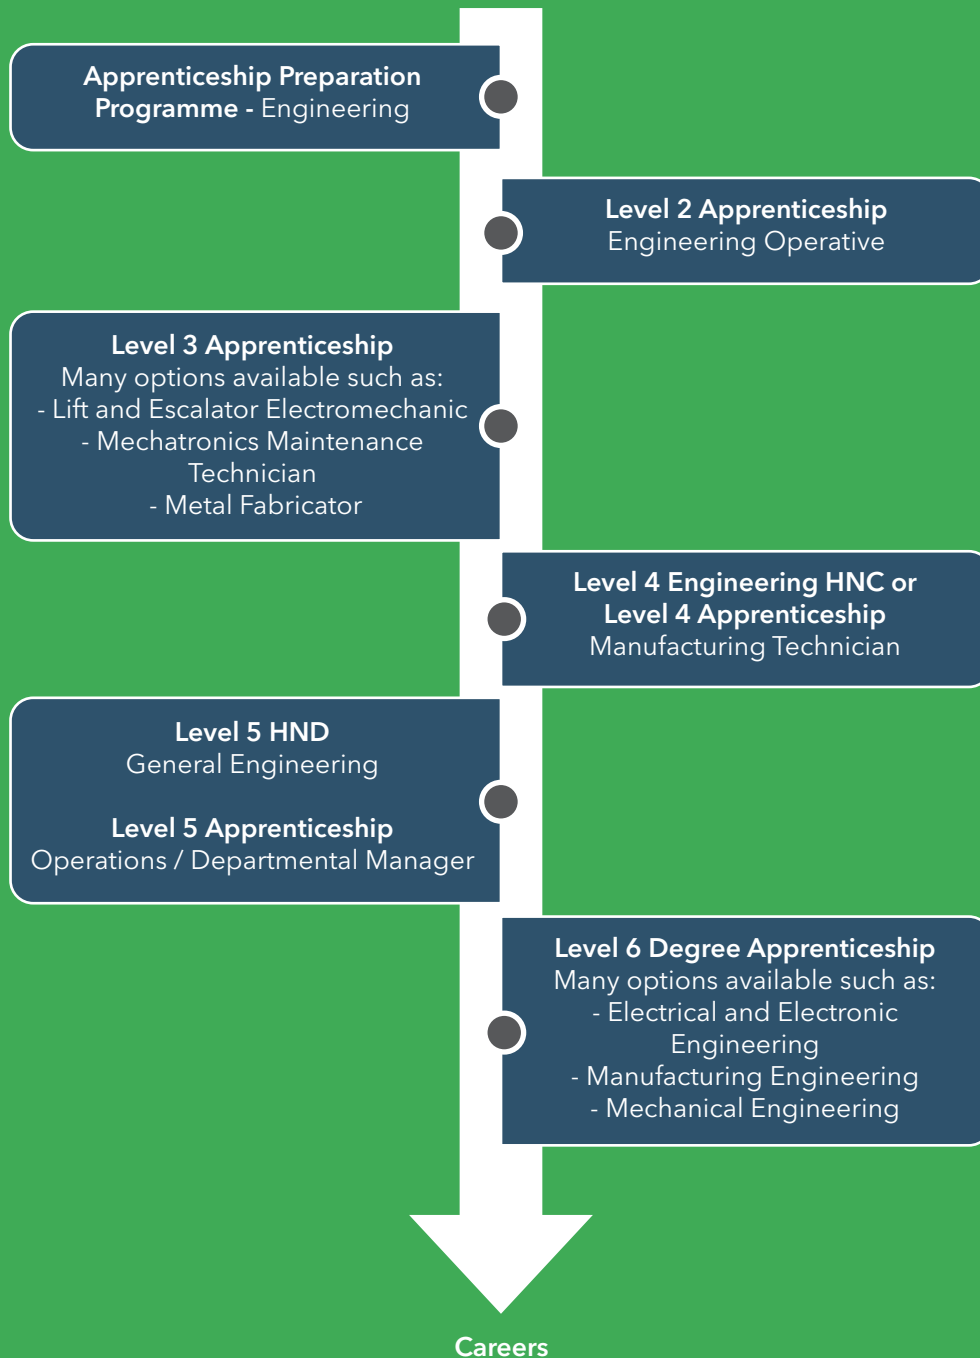 Apprenticeship Preparation
Programme - Engineering
Level 2 Apprenticeship
Engineering Operative
Level 3 Apprenticeship
Many options available such as:
- Lift and Escalator Electromechanic
- Mechatronics Maintenance
Technician
- Metal Fabricator
Level 4 Engineering HNC or
Level 4 Apprenticeship
Manufacturing Technician
Level 5 HND
General Engineering
Level 5 Apprenticeship
Operations / Departmental Manager
Level 6 Degree Apprenticeship
Many options available such as:
- Electrical and Electronic
Engineering
- Manufacturing Engineering
- Mechanical Engineering
Careers